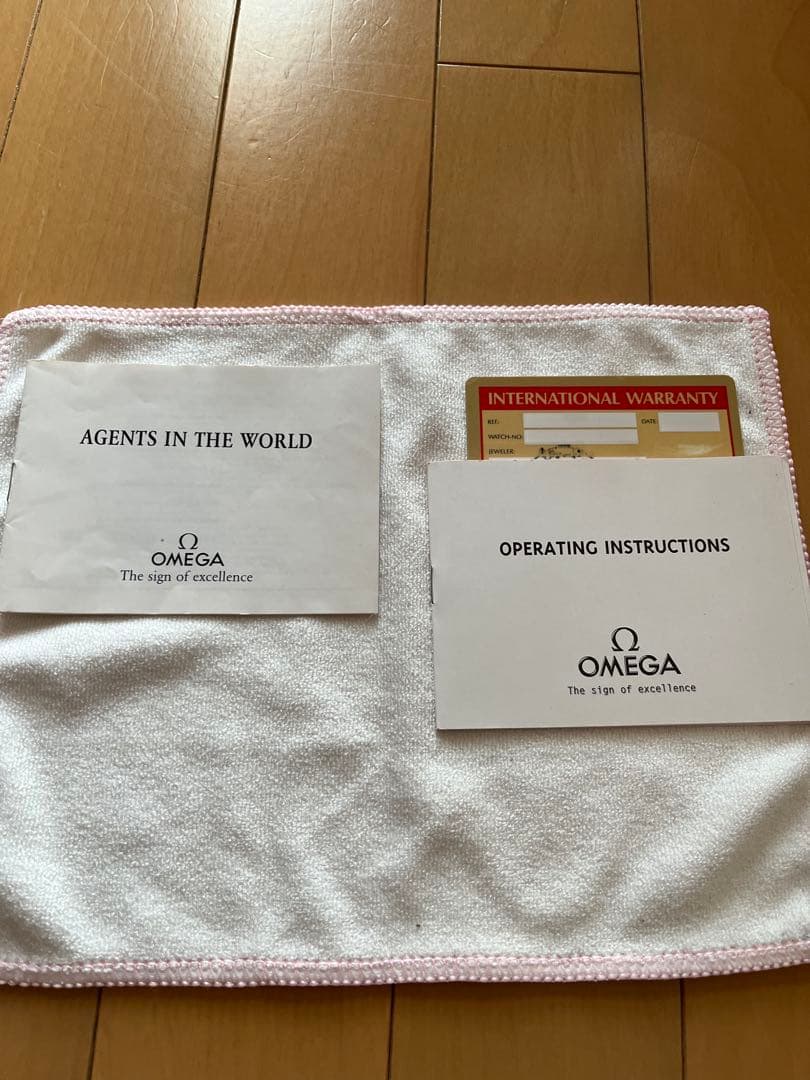 AGENTS IN THE WORLD
Ω
OMEGA
The sign of excellence
INTERNATIONAL WARRANTY
REF.:
DATE:
WATCH-NO:
JEWELER:
OPERATING INSTRUCTIONS
Ω
OMEGA
The sign of excellence